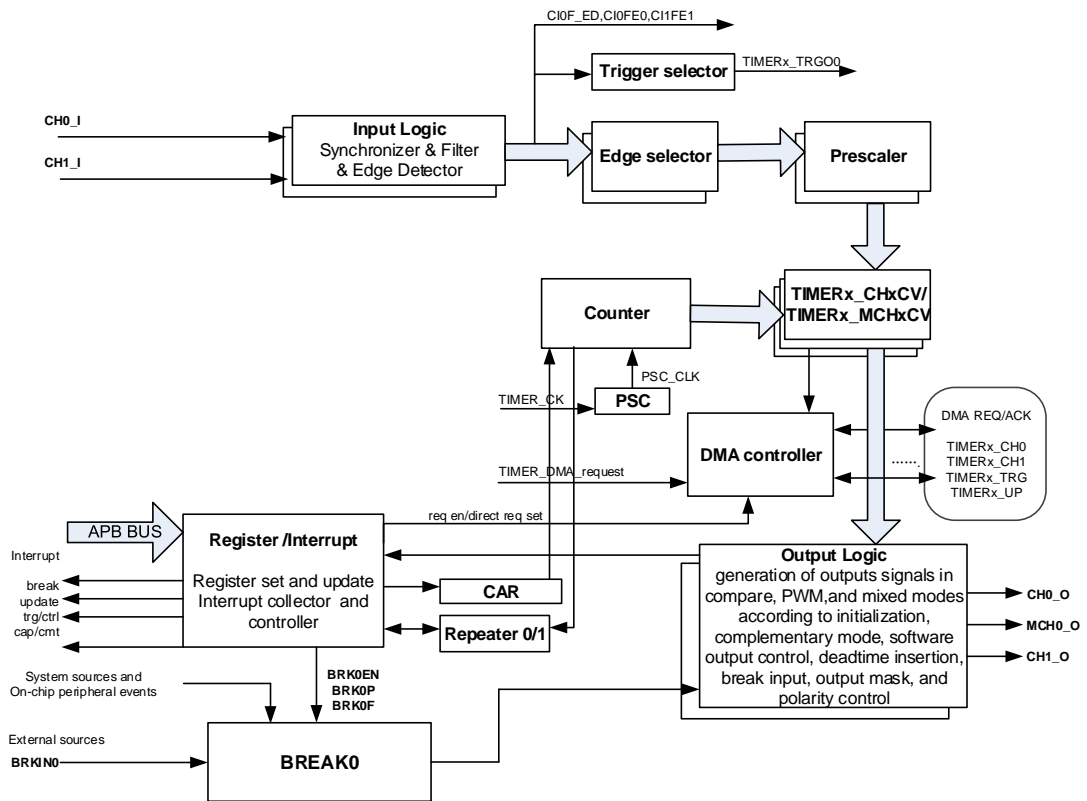 CI0F_ED,CI0FE0,CI1FE1
Trigger selector
TIMERx_TRGO0
CH0_I
CH1_I
Input Logic
Synchronizer & Filter
& Edge Detector
Edge selector
Prescaler
Counter
TIMERx_CHxCV/
TIMERx_MCHxCV
PSC_CLK
TIMER_CK
PSC
DMA controller
TIMER_DMA_request
DMA REQ/ACK
TIMERx_CH0
TIMERx_CH1
TIMERx_TRG
TIMERx_UP
.......
APB BUS
req en/direct req set
Register /Interrupt
Register set and update
Interrupt collector and
controller
Interrupt
break
update
trg/ctrl
cap/cmt
CAR
Repeater 0/1
Output Logic
generation of outputs signals in
compare, PWM,and mixed modes
according to initialization,
complementary mode, software
output control, deadtime insertion,
break input, output mask, and
polarity control
CH0_O
MCH0_O
CH1_O
System sources and
On-chip peripheral events
BRK0EN
BRK0P
BRK0F
External sources
BRKIN0
BREAK0